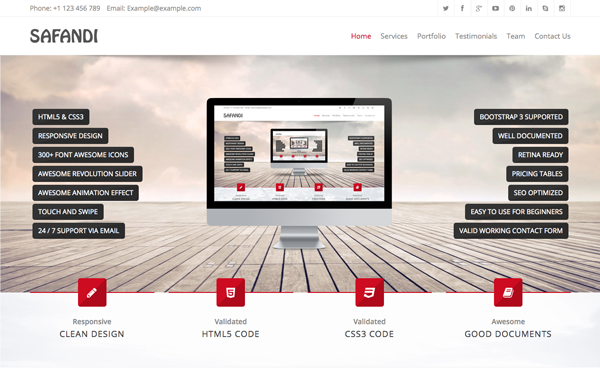 Phone: +1 123 456 789 Email: Example@example.com
SAFANDI
Home Services Portfolio Testimonials Team Contact Us
HTML5 & CSS3
RESPONSIVE DESIGN
300+ FONT AWESOME ICONS
AWESOME REVOLUTION SLIDER
AWESOME ANIMATION EFFECT
TOUCH AND SWIPE
24 / 7 SUPPORT VIA EMAIL
SAFANDI
BOOTSTRAP 3 SUPPORTED
WELL DOCUMENTED
RETINA READY
PRICING TABLES
SEO OPTIMIZED
EASY TO USE FOR BEGINNERS
VALID WORKING CONTACT FORM
Responsive
CLEAN DESIGN
Validated
HTML5 CODE
Validated
CSS3 CODE
Awesome
GOOD DOCUMENTS